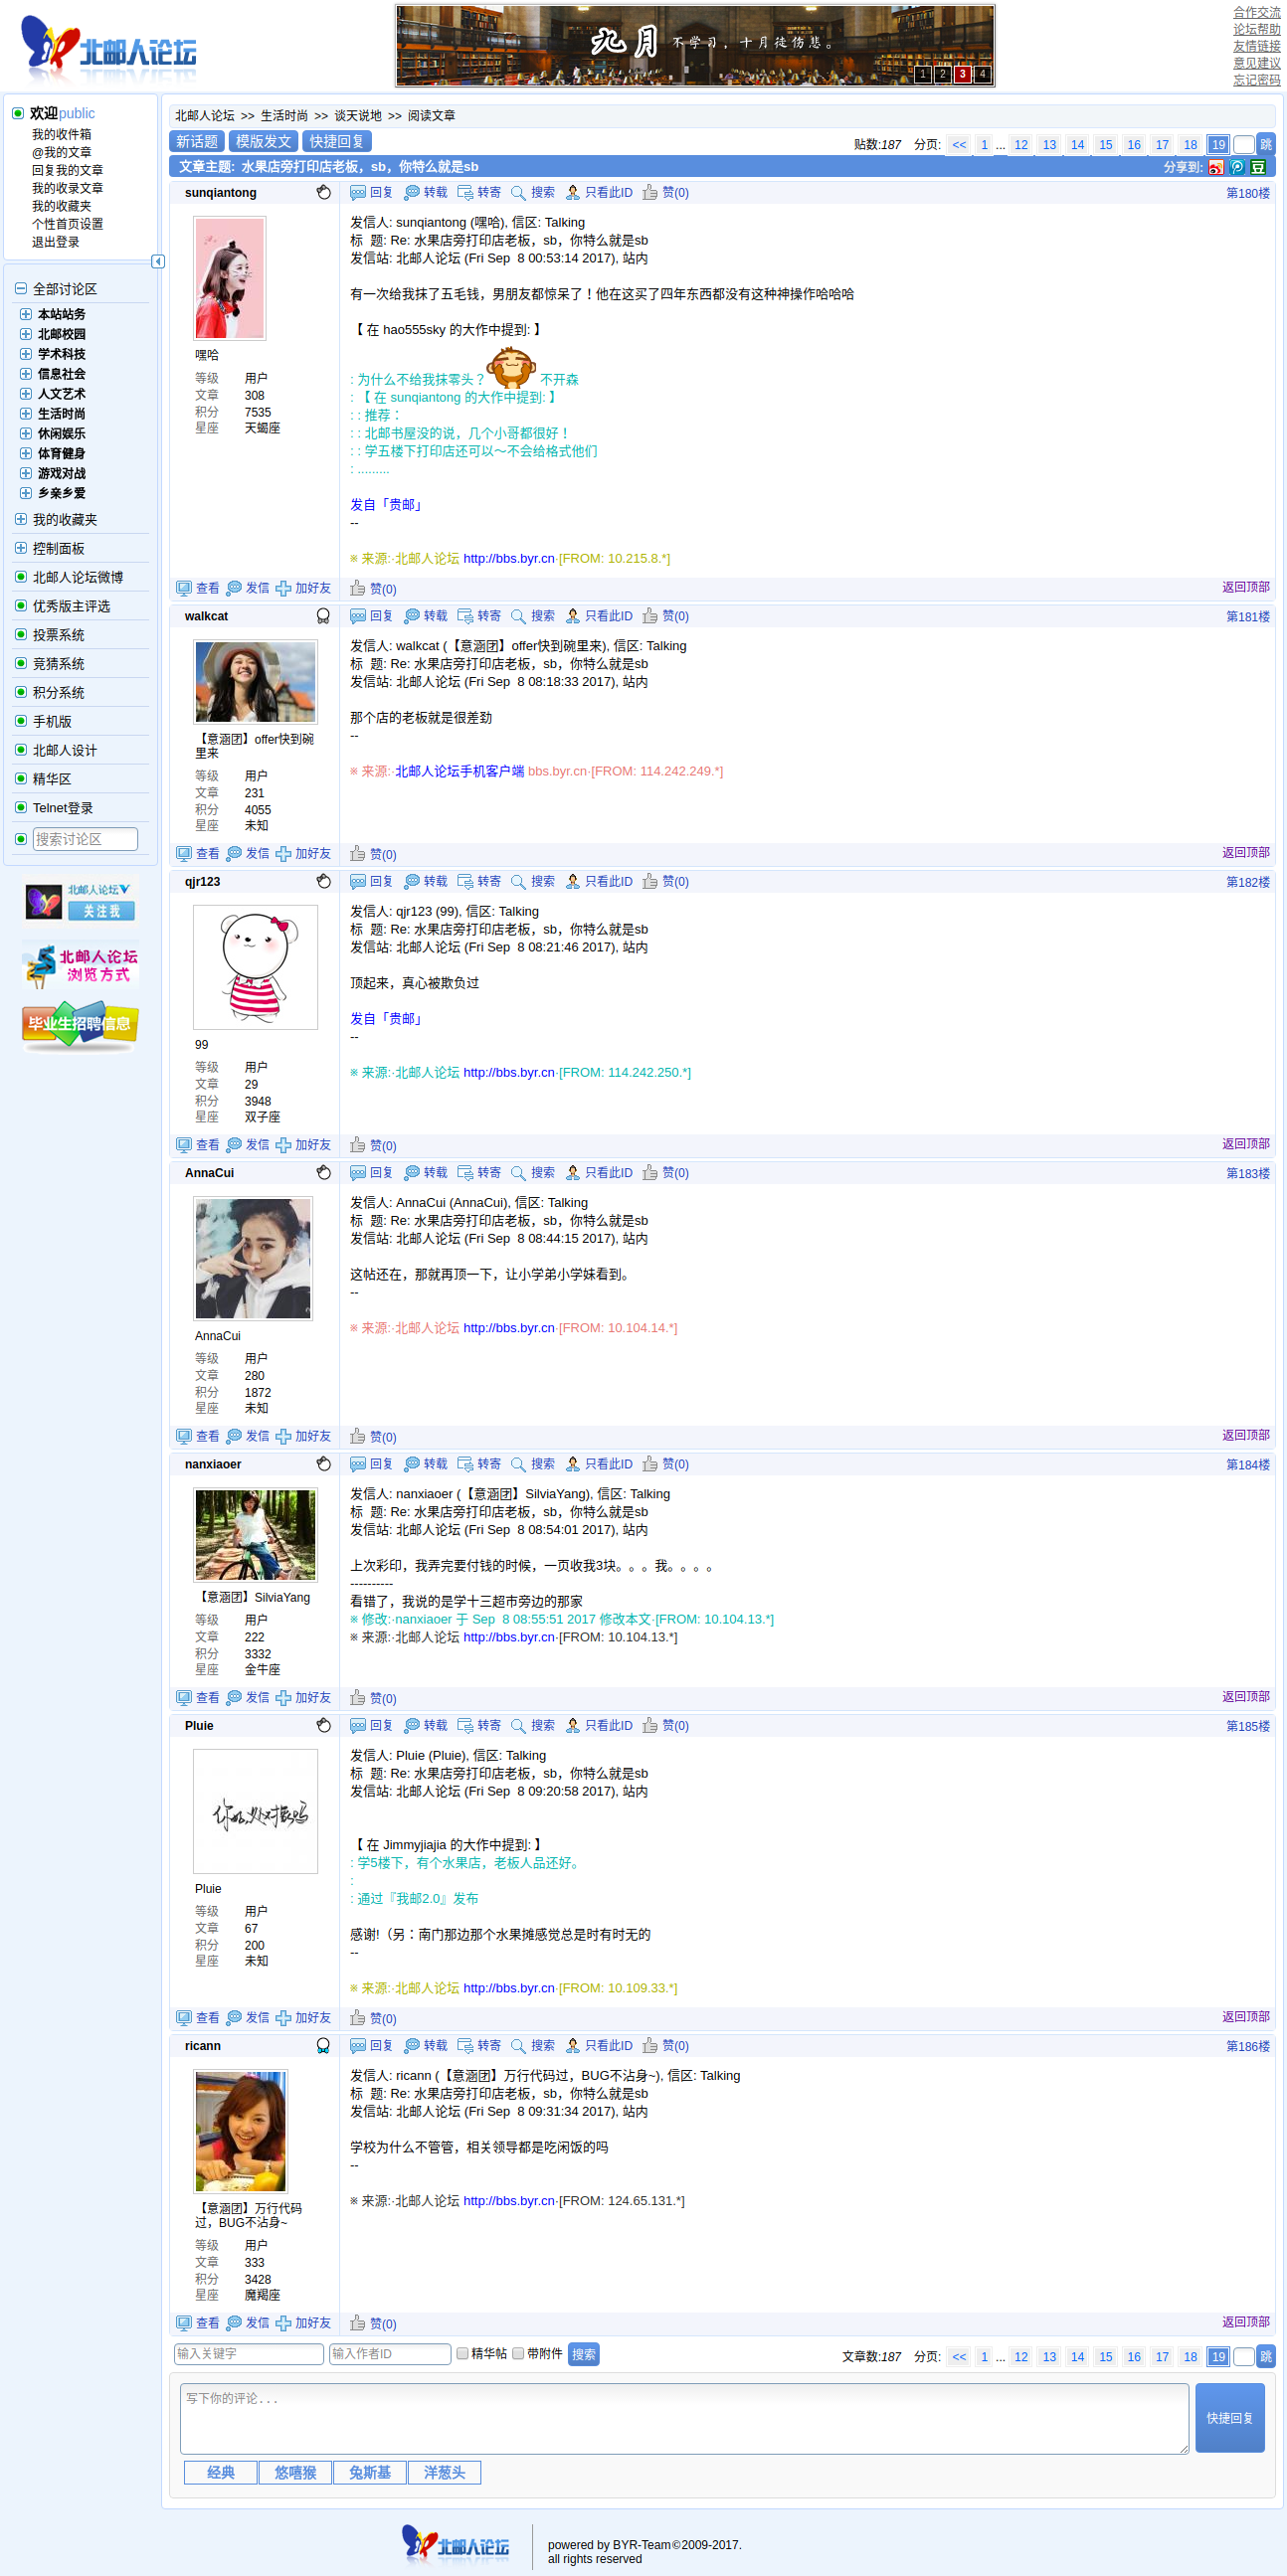 北邮人论坛
九月 不学习，十月徒伤悲。
1 2 3 4
合作交流
论坛帮助
友情链接
意见建议
忘记密码
欢迎public
我的收件箱
@我的文章
回复我的文章
我的收录文章
我的收藏夹
个性首页设置
退出登录
全部讨论区
本站站务
北邮校园
学术科技
信息社会
人文艺术
生活时尚
休闲娱乐
体育健身
游戏对战
乡亲乡爱
我的收藏夹
控制面板
北邮人论坛微博
优秀版主评选
投票系统
竞猜系统
积分系统
手机版
北邮人设计
精华区
Telnet登录
搜索讨论区
北邮人论坛
关注我
北邮人论坛
浏览方式
毕业生招聘信息
北邮人论坛 >> 生活时尚 >> 谈天说地 >> 阅读文章
新话题 模版发文 快捷回复
贴数:187 分页: << 1 ... 12 13 14 15 16 17 18 19 跳
文章主题: 水果店旁打印店老板，sb，你特么就是sb 分享到: 豆
sunqiantong 回复 转载 转寄 搜索 只看此ID 赞(0) 第180楼
嘿哈
等级 用户
文章 308
积分 7535
星座 天蝎座
发信人: sunqiantong (嘿哈), 信区: Talking
标 题: Re: 水果店旁打印店老板，sb，你特么就是sb
发信站: 北邮人论坛 (Fri Sep 8 00:53:14 2017), 站内
有一次给我抹了五毛钱，男朋友都惊呆了！他在这买了四年东西都没有这种神操作哈哈哈
【 在 hao555sky 的大作中提到: 】
: 为什么不给我抹零头？ 不开森
: 【 在 sunqiantong 的大作中提到: 】
: : 推荐：
: : 北邮书屋没的说，几个小哥都很好！
: : 学五楼下打印店还可以～不会给格式他们
: .........
发自「贵邮」
--
※ 来源:·北邮人论坛 http://bbs.byr.cn·[FROM: 10.215.8.*]
查看 发信 加好友 赞(0) 返回顶部
walkcat 回复 转载 转寄 搜索 只看此ID 赞(0) 第181楼
【意涵团】offer快到碗
里来
等级 用户
文章 231
积分 4055
星座 未知
发信人: walkcat (【意涵团】offer快到碗里来), 信区: Talking
标 题: Re: 水果店旁打印店老板，sb，你特么就是sb
发信站: 北邮人论坛 (Fri Sep 8 08:18:33 2017), 站内
那个店的老板就是很差劲
--
※ 来源:·北邮人论坛手机客户端 bbs.byr.cn·[FROM: 114.242.249.*]
查看 发信 加好友 赞(0) 返回顶部
qjr123 回复 转载 转寄 搜索 只看此ID 赞(0) 第182楼
99
等级 用户
文章 29
积分 3948
星座 双子座
发信人: qjr123 (99), 信区: Talking
标 题: Re: 水果店旁打印店老板，sb，你特么就是sb
发信站: 北邮人论坛 (Fri Sep 8 08:21:46 2017), 站内
顶起来，真心被欺负过
发自「贵邮」
--
※ 来源:·北邮人论坛 http://bbs.byr.cn·[FROM: 114.242.250.*]
查看 发信 加好友 赞(0) 返回顶部
AnnaCui 回复 转载 转寄 搜索 只看此ID 赞(0) 第183楼
AnnaCui
等级 用户
文章 280
积分 1872
星座 未知
发信人: AnnaCui (AnnaCui), 信区: Talking
标 题: Re: 水果店旁打印店老板，sb，你特么就是sb
发信站: 北邮人论坛 (Fri Sep 8 08:44:15 2017), 站内
这帖还在，那就再顶一下，让小学弟小学妹看到。
--
※ 来源:·北邮人论坛 http://bbs.byr.cn·[FROM: 10.104.14.*]
查看 发信 加好友 赞(0) 返回顶部
nanxiaoer 回复 转载 转寄 搜索 只看此ID 赞(0) 第184楼
【意涵团】SilviaYang
等级 用户
文章 222
积分 3332
星座 金牛座
发信人: nanxiaoer (【意涵团】SilviaYang), 信区: Talking
标 题: Re: 水果店旁打印店老板，sb，你特么就是sb
发信站: 北邮人论坛 (Fri Sep 8 08:54:01 2017), 站内
上次彩印，我弄完要付钱的时候，一页收我3块。。。我。。。。
----------
看错了，我说的是学十三超市旁边的那家
※ 修改:·nanxiaoer 于 Sep 8 08:55:51 2017 修改本文·[FROM: 10.104.13.*]
※ 来源:·北邮人论坛 http://bbs.byr.cn·[FROM: 10.104.13.*]
查看 发信 加好友 赞(0) 返回顶部
Pluie 回复 转载 转寄 搜索 只看此ID 赞(0) 第185楼
Pluie
等级 用户
文章 67
积分 200
星座 未知
发信人: Pluie (Pluie), 信区: Talking
标 题: Re: 水果店旁打印店老板，sb，你特么就是sb
发信站: 北邮人论坛 (Fri Sep 8 09:20:58 2017), 站内
【 在 Jimmyjiajia 的大作中提到: 】
: 学5楼下，有个水果店，老板人品还好。
:
: 通过『我邮2.0』发布
感谢!（另：南门那边那个水果摊感觉总是时有时无的
--
※ 来源:·北邮人论坛 http://bbs.byr.cn·[FROM: 10.109.33.*]
查看 发信 加好友 赞(0) 返回顶部
ricann 回复 转载 转寄 搜索 只看此ID 赞(0) 第186楼
【意涵团】万行代码
过，BUG不沾身~
等级 用户
文章 333
积分 3428
星座 魔羯座
发信人: ricann (【意涵团】万行代码过，BUG不沾身~), 信区: Talking
标 题: Re: 水果店旁打印店老板，sb，你特么就是sb
发信站: 北邮人论坛 (Fri Sep 8 09:31:34 2017), 站内
学校为什么不管管，相关领导都是吃闲饭的吗
--
※ 来源:·北邮人论坛 http://bbs.byr.cn·[FROM: 124.65.131.*]
查看 发信 加好友 赞(0) 返回顶部
输入关键字 输入作者ID 精华帖 带附件 搜索
文章数:187 分页: << 1 ... 12 13 14 15 16 17 18 19 跳
写下你的评论...
快捷回复
经典 悠嘻猴 兔斯基 洋葱头
北邮人论坛
powered by BYR-Team©2009-2017.
all rights reserved